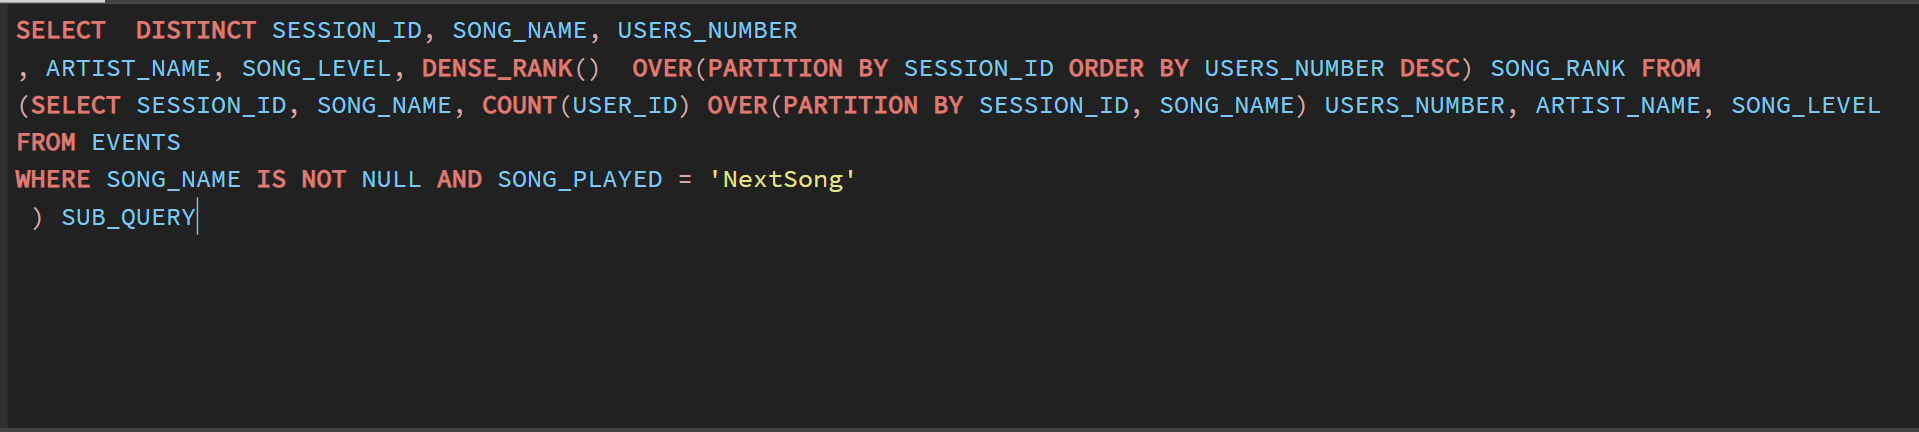 SELECT  DISTINCT SESSION_ID, SONG_NAME, USERS_NUMBER
, ARTIST_NAME, SONG_LEVEL, DENSE_RANK()  OVER(PARTITION BY SESSION_ID ORDER BY USERS_NUMBER DESC) SONG_RANK FROM
(SELECT SESSION_ID, SONG_NAME, COUNT(USER_ID) OVER(PARTITION BY SESSION_ID, SONG_NAME) USERS_NUMBER, ARTIST_NAME, SONG_LEVEL
FROM EVENTS
WHERE SONG_NAME IS NOT NULL AND SONG_PLAYED = 'NextSong'
 ) SUB_QUERY